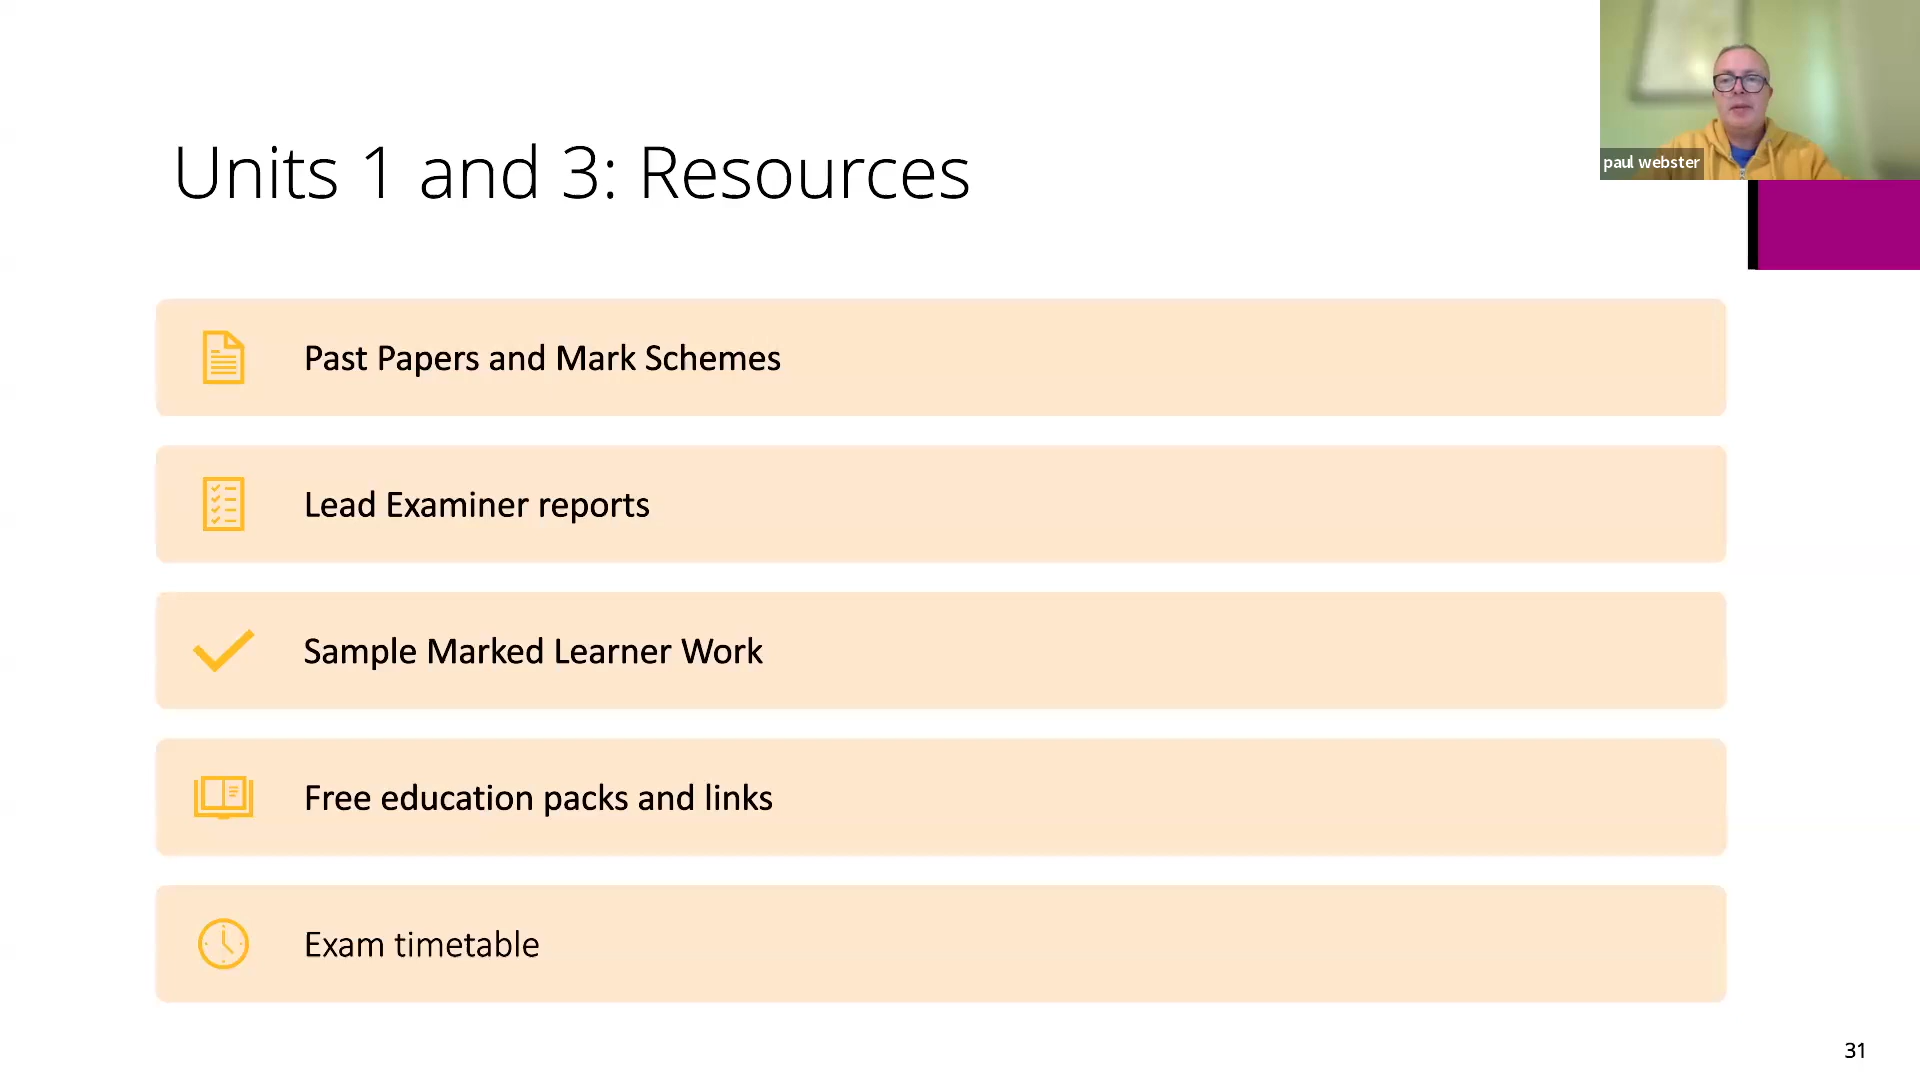 paul webster
Units 1 and 3: Resources
Past Papers and Mark Schemes
Lead Examiner reports
Sample Marked Learner Work
Free education packs and links
Exam timetable
31